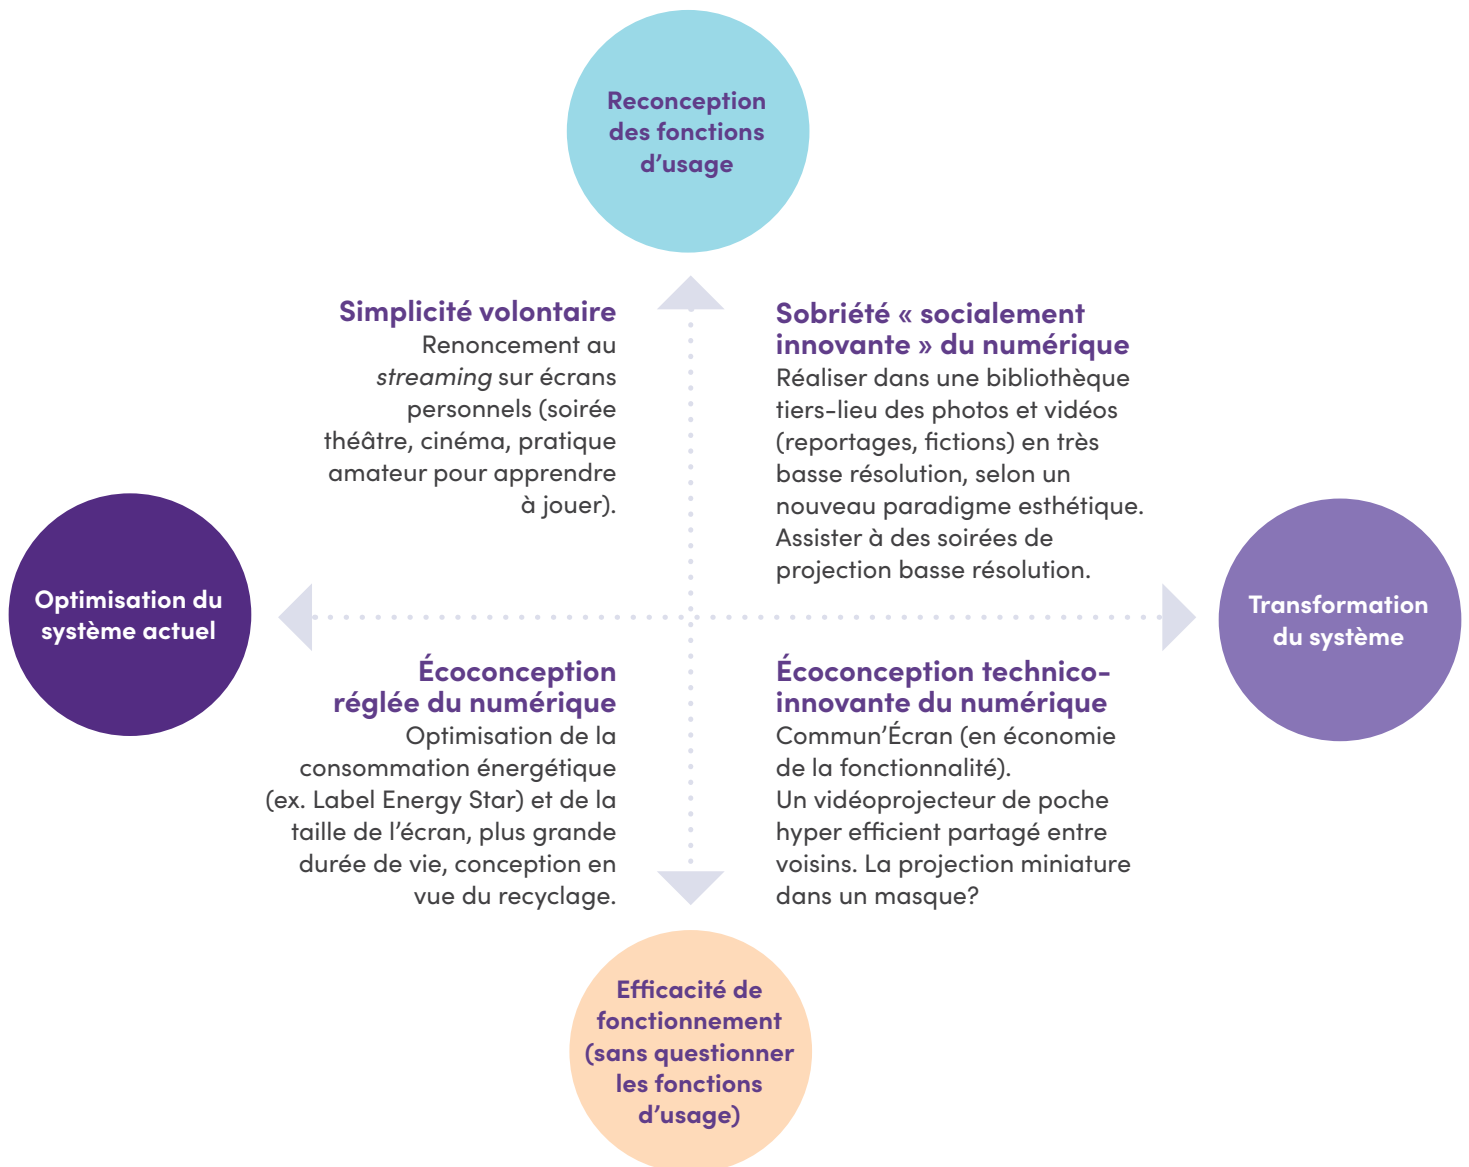 Reconception
des fonctions
d’usage
Simplicité volontaire
Renoncement au
streaming sur écrans
personnels (soirée
théâtre, cinéma, pratique
amateur pour apprendre
à jouer).
Sobriété « socialement
innovante » du numérique
Réaliser dans une bibliothèque
tiers-lieu des photos et vidéos
(reportages, fictions) en très
basse résolution, selon un
nouveau paradigme esthétique.
Assister à des soirées de
projection basse résolution.
Optimisation du
système actuel
Transformation
du système
Écoconception
réglée du numérique
Optimisation de la
consommation énergétique
(ex. Label Energy Star) et de la
taille de l’écran, plus grande
durée de vie, conception en
vue du recyclage.
Écoconception technico-
innovante du numérique
Commun’Écran (en économie
de la fonctionnalité).
Un vidéoprojecteur de poche
hyper efficient partagé entre
voisins. La projection miniature
dans un masque?
Efficacité de
fonctionnement
(sans questionner
les fonctions
d’usage)